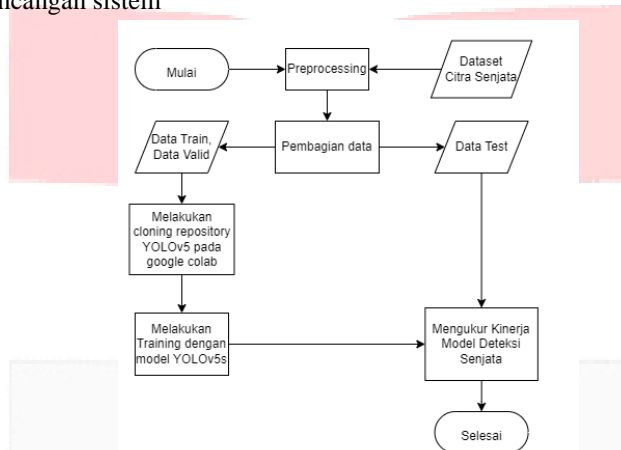 sistem
Mulai
Preprocessing
Dataset
Citra Senjata
Data Train,
Data Valid
Pembagian data
Data Test
Melakukan
cloning repository
YOLOv5 pada
google colab
Melakukan
Training dengan
model YOLOv5s
Mengukur Kinerja
Model Deteksi
Senjata
Selesai